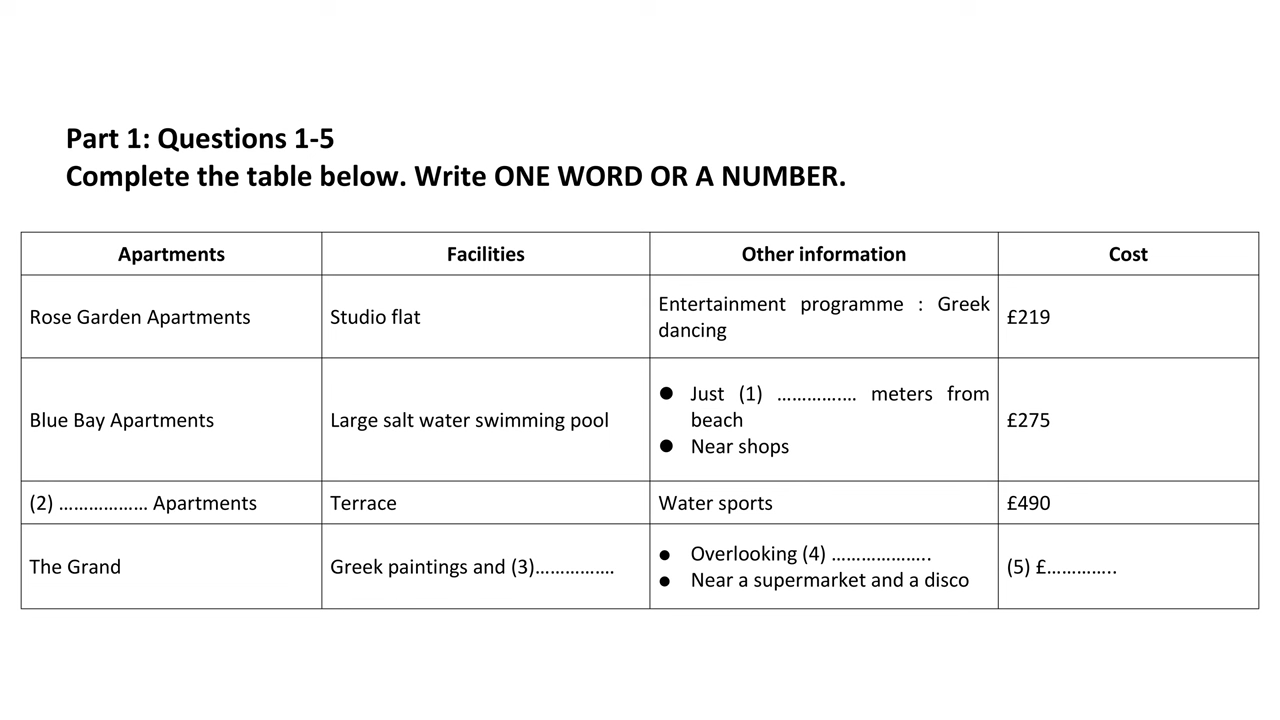 Part 1: Questions 1-5
Complete the table below. Write ONE WORD OR A NUMBER.
Apartments
Facilities
Other information
Cost
Rose Garden Apartments
Studio flat
Entertainment programme : Greek
dancing
£219
Blue Bay Apartments
Large salt water swimming pool
● Just (1) ………….… meters from
beach
● Near shops
£275
(2) ……………… Apartments
Terrace
Water sports
£490
The Grand
Greek paintings and (3)…………….
● Overlooking (4) ………………..
● Near a supermarket and a disco
(5) £…………..